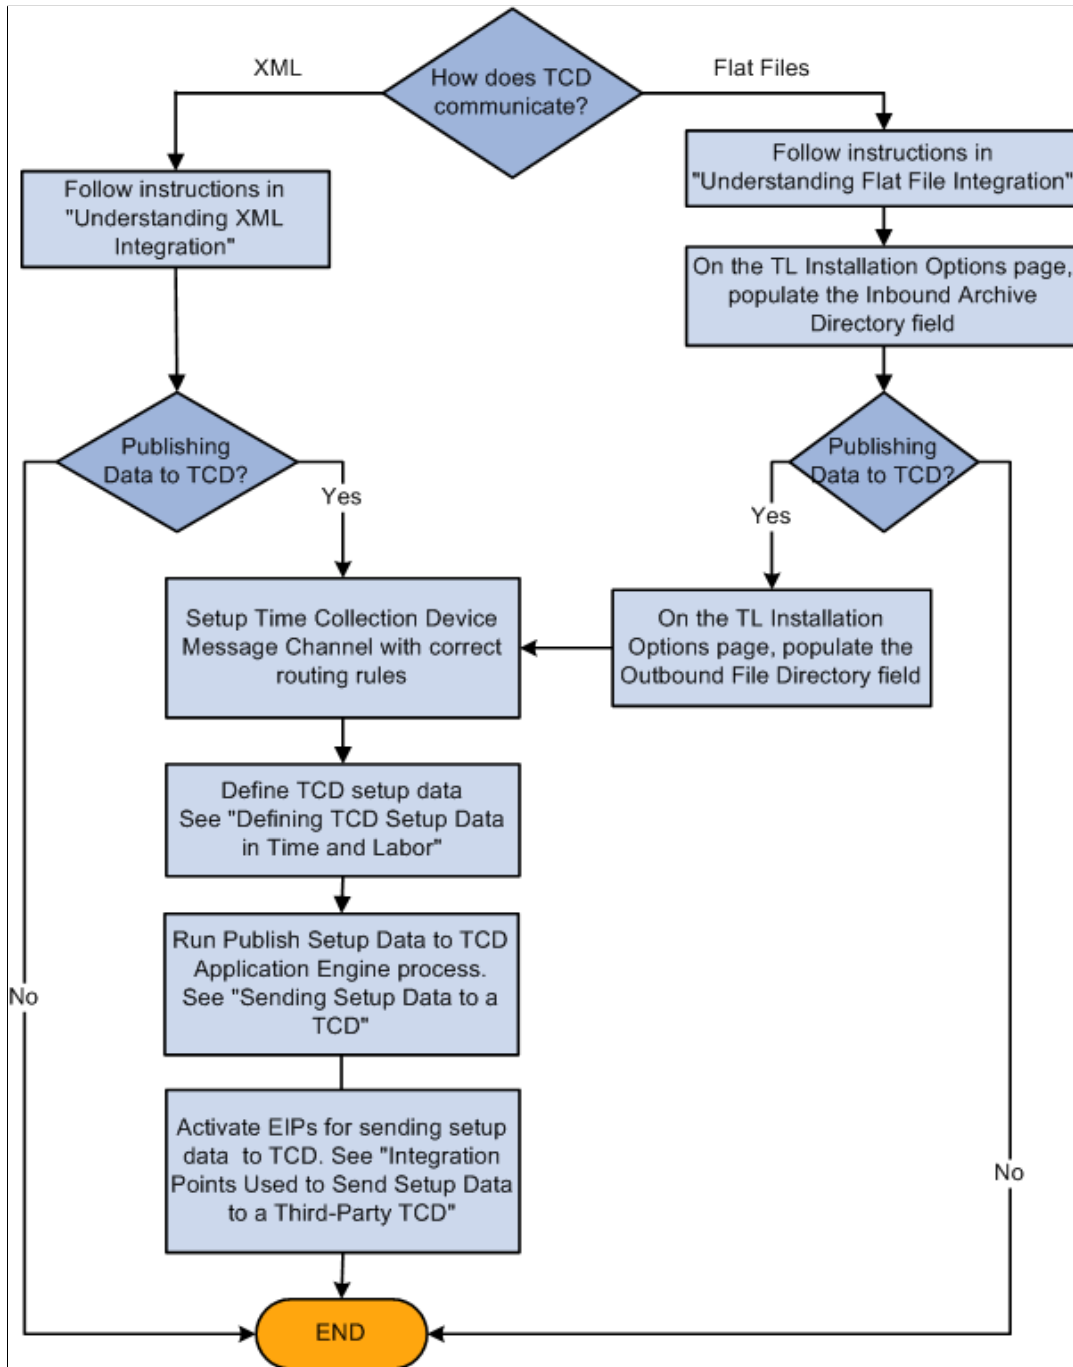 How does TCD
communicate?
XML
Flat Files
Follow instructions in
"Understanding XML
Integration"
Follow instructions in
"Understanding Flat File Integration"
On the TL Installation Options page,
populate the Inbound Archive
Directory field
Publishing
Data to TCD?
Yes
No
Publishing
Data to TCD?
Yes
No
On the TL Installation
Options page, populate the
Outbound File Directory field
Setup Time Collection Device
Message Channel with correct
routing rules
Define TCD setup data
See "Defining TCD Setup Data
in Time and Labor"
Run Publish Setup Data to TCD
Application Engine process.
See "Sending Setup Data to a
TCD"
Activate EIPs for sending setup
data  to TCD. See "Integration
Points Used to Send Setup Data
to a Third-Party TCD"
END